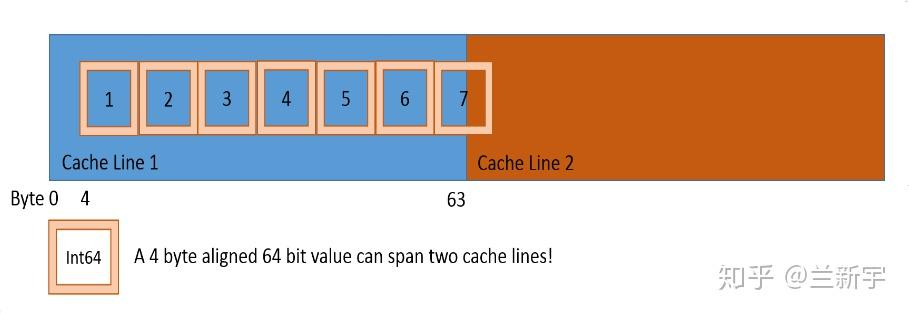 1 2 3 4 5 6 7
Cache Line 1 Cache Line 2
Byte 0 4 63
Int64 A 4 byte aligned 64 bit value can span two cache lines!
知乎 @兰新宇